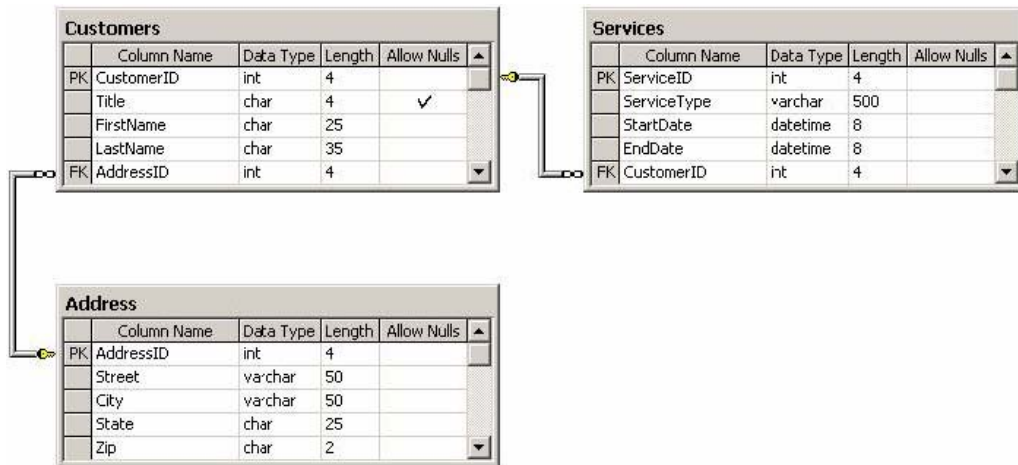 Customers
Column Name Data Type Length Allow Nulls
PK CustomerID int 4
Title char 4 ✓
FirstName char 25
LastName char 35
FK AddressID int 4
Services
Column Name Data Type Length Allow Nulls
PK ServiceID int 4
ServiceType varchar 500
StartDate datetime 8
EndDate datetime 8
FK CustomerID int 4
Address
Column Name Data Type Length Allow Nulls
PK AddressID int 4
Street varchar 50
City varchar 50
State char 25
Zip char 2